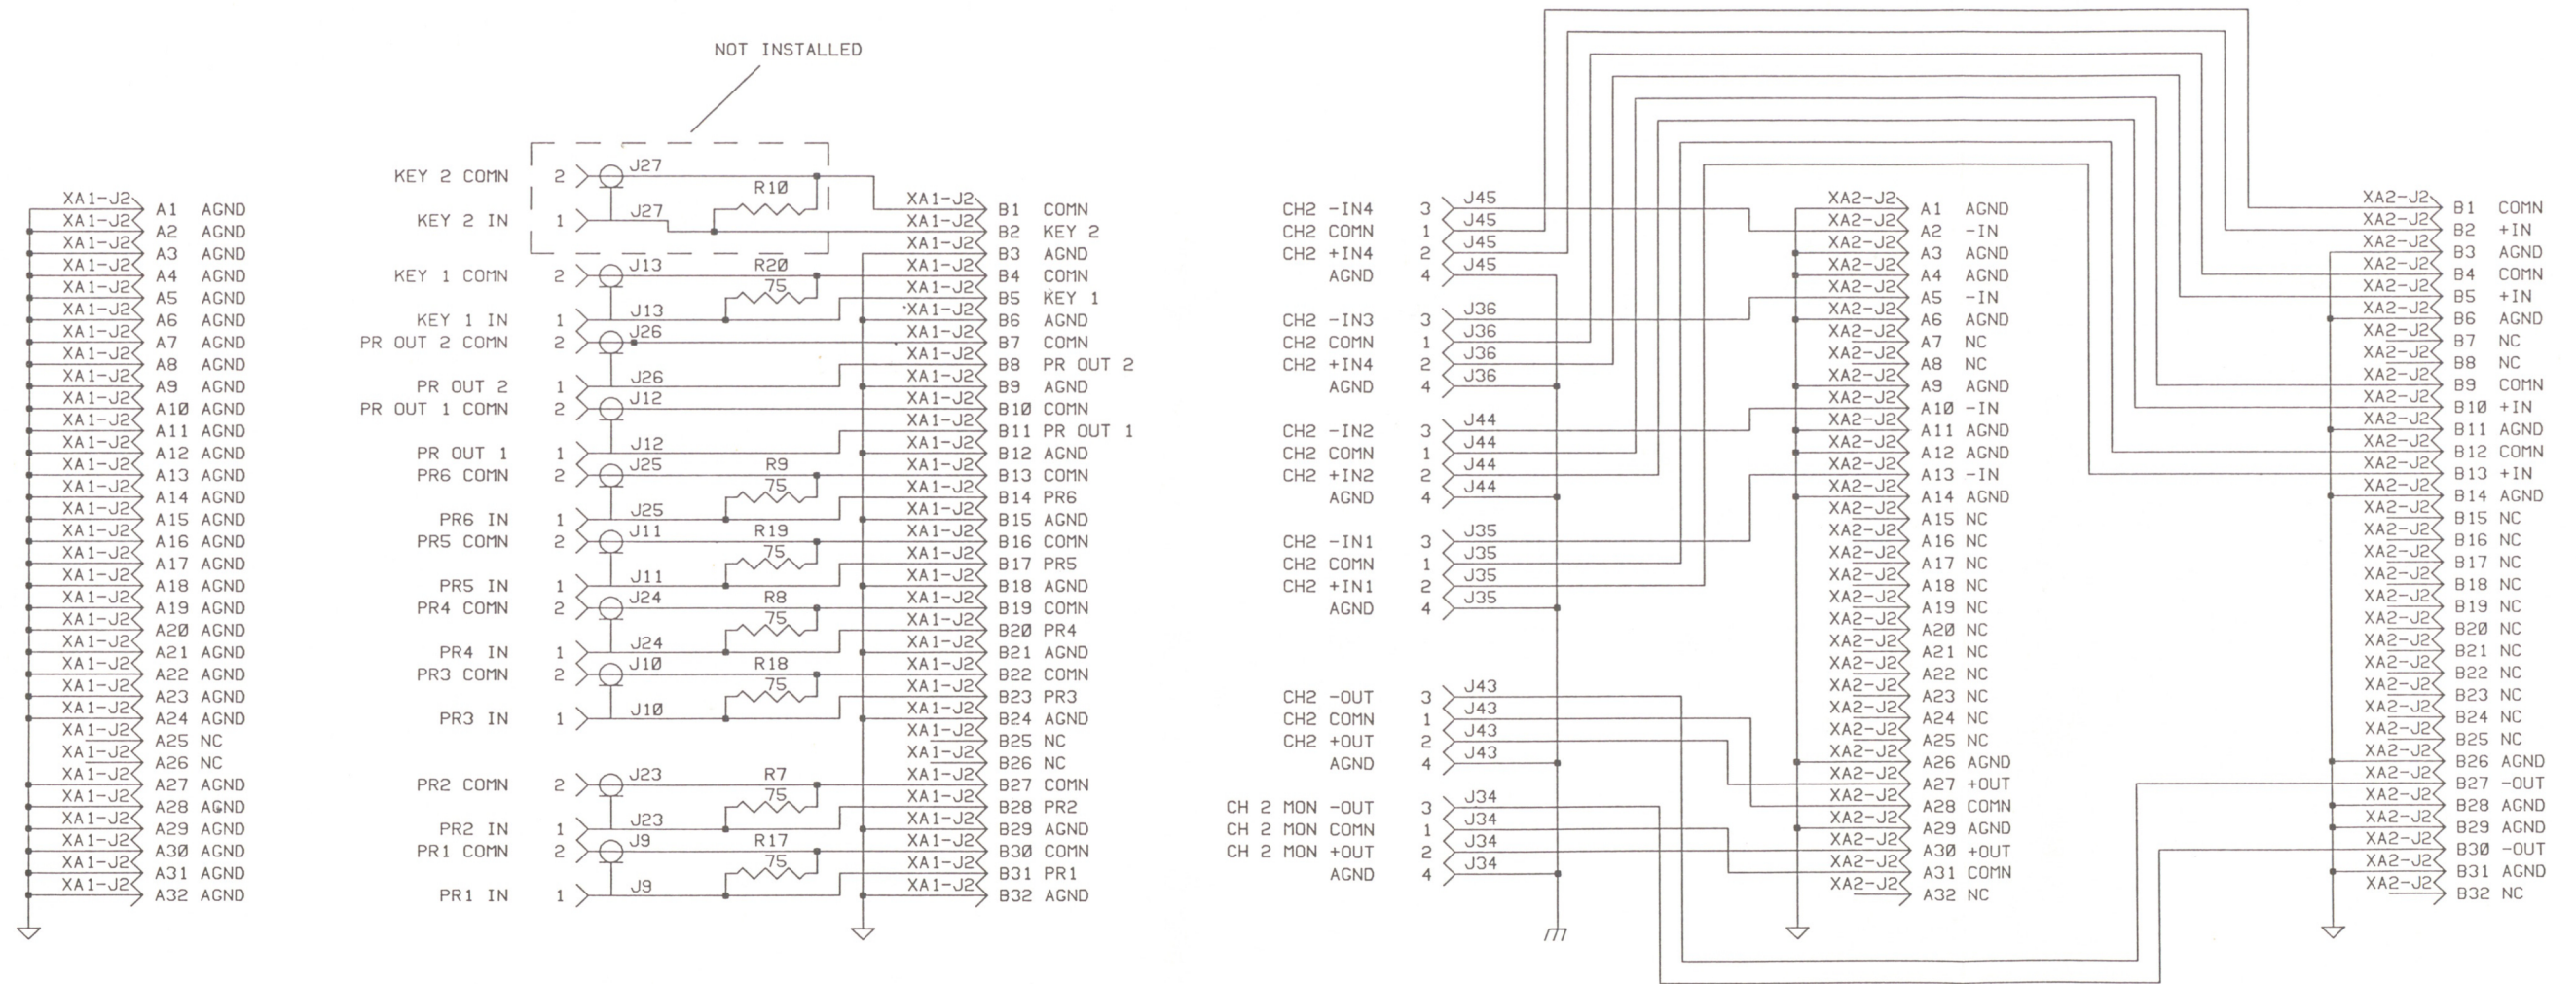 NOT INSTALLED
XA1-J2 A1 AGND
XA1-J2 A2 AGND
XA1-J2 A3 AGND
XA1-J2 A4 AGND
XA1-J2 A5 AGND
XA1-J2 A6 AGND
XA1-J2 A7 AGND
XA1-J2 A8 AGND
XA1-J2 A9 AGND
XA1-J2 A10 AGND
XA1-J2 A11 AGND
XA1-J2 A12 AGND
XA1-J2 A13 AGND
XA1-J2 A14 AGND
XA1-J2 A15 AGND
XA1-J2 A16 AGND
XA1-J2 A17 AGND
XA1-J2 A18 AGND
XA1-J2 A19 AGND
XA1-J2 A20 AGND
XA1-J2 A21 AGND
XA1-J2 A22 AGND
XA1-J2 A23 AGND
XA1-J2 A24 AGND
XA1-J2 A25 NC
XA1-J2 A26 NC
XA1-J2 A27 AGND
XA1-J2 A28 AGND
XA1-J2 A29 AGND
XA1-J2 A30 AGND
XA1-J2 A31 AGND
XA1-J2 A32 AGND
KEY 2 COMN 2 J27
R10
KEY 2 IN 1 J27
KEY 1 COMN 2 J13 R20
75
KEY 1 IN 1 J13
PR OUT 2 COMN 2 J26
PR OUT 2 1 J26
PR OUT 1 COMN 2 J12
PR OUT 1 1 J12
PR6 COMN 2 J25 R9
75
PR6 IN 1 J25
PR5 COMN 2 J11 R19
75
PR5 IN 1 J11
PR4 COMN 2 J24 R8
75
PR4 IN 1 J24
PR3 COMN 2 J10 R18
75
PR3 IN 1 J10
PR2 COMN 2 J23 R7
75
PR2 IN 1 J23
PR1 COMN 2 J9 R17
75
PR1 IN 1 J9
XA1-J2 B1 COMN
XA1-J2 B2 KEY 2
XA1-J2 B3 AGND
XA1-J2 B4 COMN
XA1-J2 B5 KEY 1
XA1-J2 B6 AGND
XA1-J2 B7 COMN
XA1-J2 B8 PR OUT 2
XA1-J2 B9 AGND
XA1-J2 B10 COMN
XA1-J2 B11 PR OUT 1
XA1-J2 B12 AGND
XA1-J2 B13 COMN
XA1-J2 B14 PR6
XA1-J2 B15 AGND
XA1-J2 B16 COMN
XA1-J2 B17 PR5
XA1-J2 B18 AGND
XA1-J2 B19 COMN
XA1-J2 B20 PR4
XA1-J2 B21 AGND
XA1-J2 B22 COMN
XA1-J2 B23 PR3
XA1-J2 B24 AGND
XA1-J2 B25 NC
XA1-J2 B26 NC
XA1-J2 B27 COMN
XA1-J2 B28 PR2
XA1-J2 B29 AGND
XA1-J2 B30 COMN
XA1-J2 B31 PR1
XA1-J2 B32 AGND
CH2 -IN4 3 J45
CH2 COMN 1 J45
CH2 +IN4 2 J45
AGND 4 J45
CH2 -IN3 3 J36
CH2 COMN 1 J36
CH2 +IN4 2 J36
AGND 4 J36
CH2 -IN2 3 J44
CH2 COMN 1 J44
CH2 +IN2 2 J44
AGND 4 J44
CH2 -IN1 3 J35
CH2 COMN 1 J35
CH2 +IN1 2 J35
AGND 4 J35
CH2 -OUT 3 J43
CH2 COMN 1 J43
CH2 +OUT 2 J43
AGND 4 J43
CH 2 MON -OUT 3 J34
CH 2 MON COMN 1 J34
CH 2 MON +OUT 2 J34
AGND 4 J34
XA2-J2 A1 AGND
XA2-J2 A2 -IN
XA2-J2 A3 AGND
XA2-J2 A4 AGND
XA2-J2 A5 -IN
XA2-J2 A6 AGND
XA2-J2 A7 NC
XA2-J2 A8 NC
XA2-J2 A9 AGND
XA2-J2 A10 -IN
XA2-J2 A11 AGND
XA2-J2 A12 AGND
XA2-J2 A13 -IN
XA2-J2 A14 AGND
XA2-J2 A15 NC
XA2-J2 A16 NC
XA2-J2 A17 NC
XA2-J2 A18 NC
XA2-J2 A19 NC
XA2-J2 A20 NC
XA2-J2 A21 NC
XA2-J2 A22 NC
XA2-J2 A23 NC
XA2-J2 A24 NC
XA2-J2 A25 NC
XA2-J2 A26 AGND
XA2-J2 A27 +OUT
XA2-J2 A28 COMN
XA2-J2 A29 AGND
XA2-J2 A30 +OUT
XA2-J2 A31 COMN
XA2-J2 A32 NC
XA2-J2 B1 COMN
XA2-J2 B2 +IN
XA2-J2 B3 AGND
XA2-J2 B4 COMN
XA2-J2 B5 +IN
XA2-J2 B6 AGND
XA2-J2 B7 NC
XA2-J2 B8 NC
XA2-J2 B9 COMN
XA2-J2 B10 +IN
XA2-J2 B11 AGND
XA2-J2 B12 COMN
XA2-J2 B13 +IN
XA2-J2 B14 AGND
XA2-J2 B15 NC
XA2-J2 B16 NC
XA2-J2 B17 NC
XA2-J2 B18 NC
XA2-J2 B19 NC
XA2-J2 B20 NC
XA2-J2 B21 NC
XA2-J2 B22 NC
XA2-J2 B23 NC
XA2-J2 B24 NC
XA2-J2 B25 NC
XA2-J2 B26 AGND
XA2-J2 B27 -OUT
XA2-J2 B28 AGND
XA2-J2 B29 AGND
XA2-J2 B30 -OUT
XA2-J2 B31 AGND
XA2-J2 B32 NC